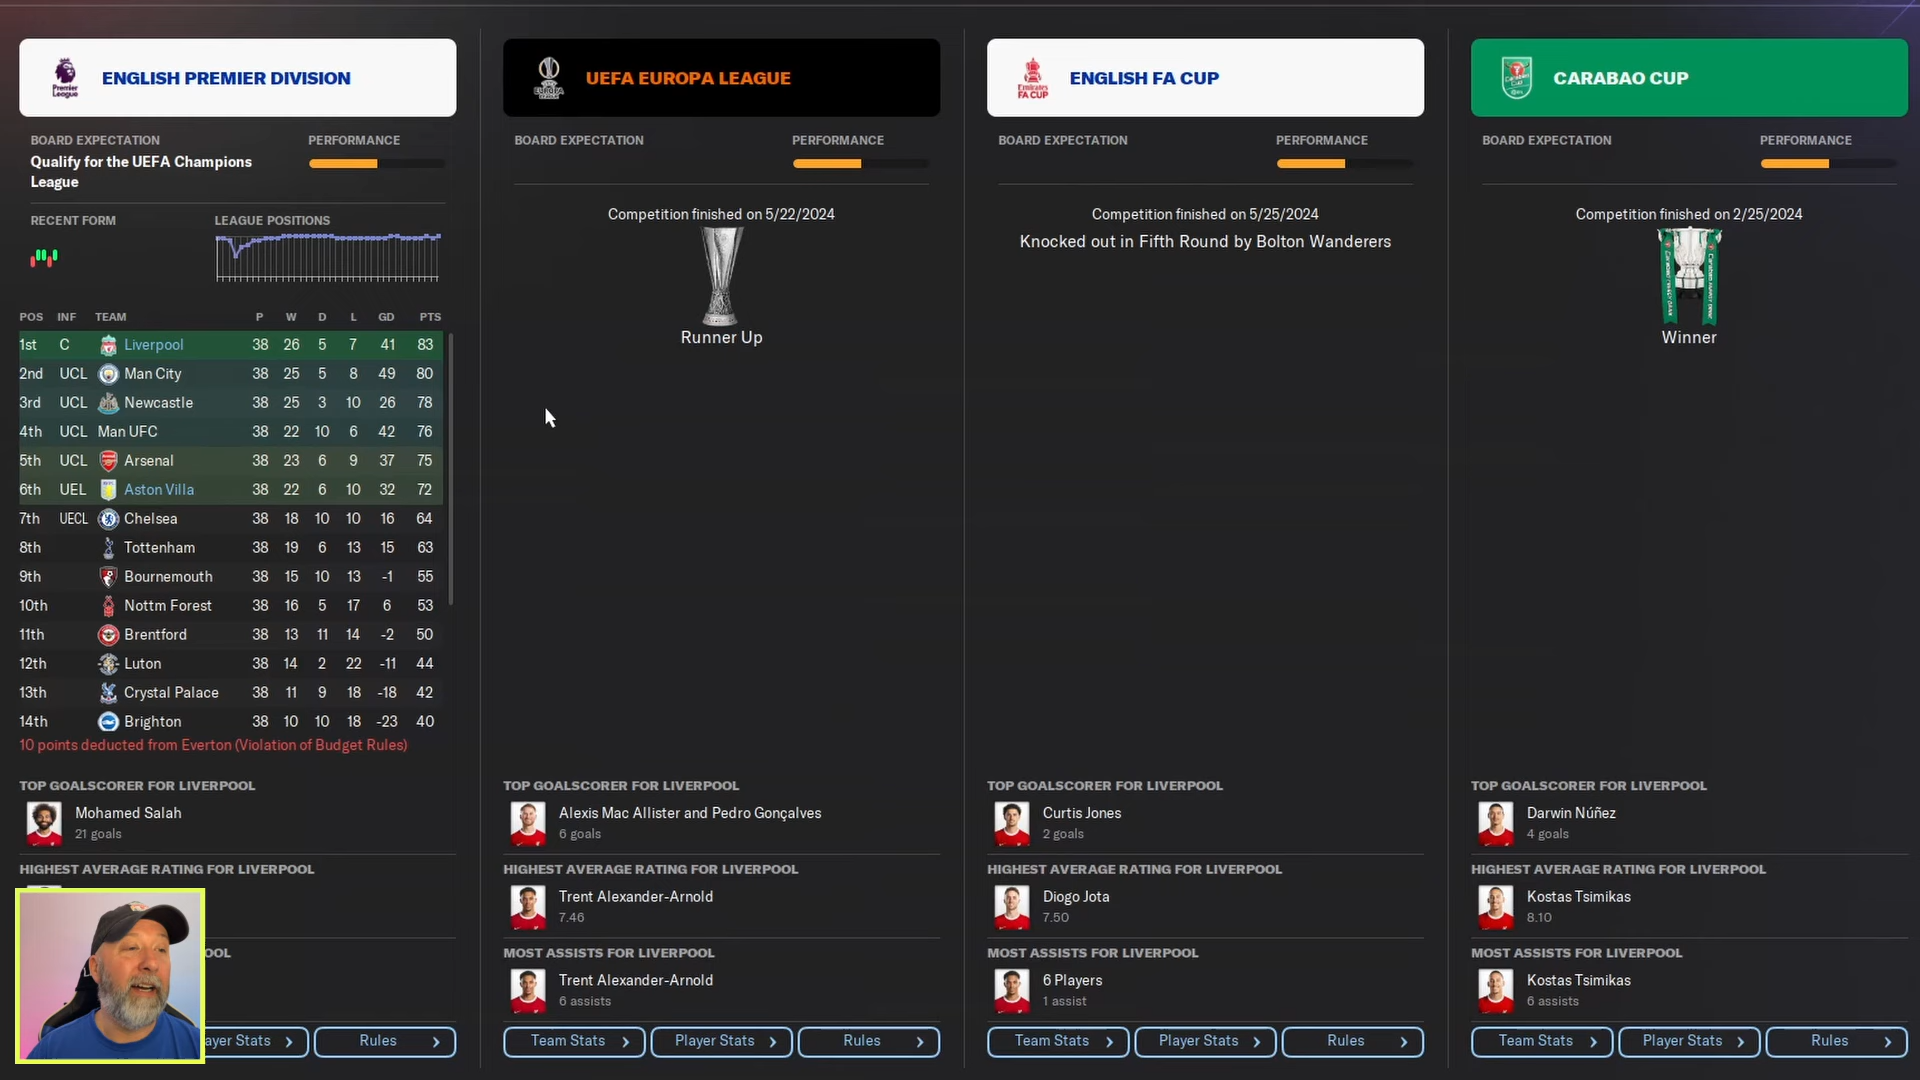 ENGLISH PREMIER DIVISION
BOARD EXPECTATION PERFORMANCE
Qualify for the UEFA Champions
League
RECENT FORM LEAGUE POSITIONS
POS INF TEAM P W D L GD PTS
1st C Liverpool 38 26 5 7 41 83
2nd UCL Man City 38 25 5 8 49 80
3rd UCL Newcastle 38 25 3 10 26 78
4th UCL Man UFC 38 22 10 6 42 76
5th UCL Arsenal 38 23 6 9 37 75
6th UEL Aston Villa 38 22 6 10 32 72
7th UECL Chelsea 38 18 10 10 16 64
8th Tottenham 38 19 6 13 15 63
9th Bournemouth 38 15 10 13 -1 55
10th Nottm Forest 38 16 5 17 6 53
11th Brentford 38 13 11 14 -2 50
12th Luton 38 14 2 22 -11 44
13th Crystal Palace 38 11 9 18 -18 42
14th Brighton 38 10 10 18 -23 40
10 points deducted from Everton (Violation of Budget Rules)
TOP GOALSCORER FOR LIVERPOOL
Mohamed Salah
21 goals
HIGHEST AVERAGE RATING FOR LIVERPOOL
OOL
ayer Stats Rules
UEFA EUROPA LEAGUE
BOARD EXPECTATION PERFORMANCE
Competition finished on 5/22/2024
Runner Up
TOP GOALSCORER FOR LIVERPOOL
Alexis Mac Allister and Pedro Gonçalves
6 goals
HIGHEST AVERAGE RATING FOR LIVERPOOL
Trent Alexander-Arnold
7.46
MOST ASSISTS FOR LIVERPOOL
Trent Alexander-Arnold
6 assists
Team Stats Player Stats Rules
Emirates
FA CUP
ENGLISH FA CUP
BOARD EXPECTATION PERFORMANCE
Competition finished on 5/25/2024
Knocked out in Fifth Round by Bolton Wanderers
TOP GOALSCORER FOR LIVERPOOL
Curtis Jones
2 goals
HIGHEST AVERAGE RATING FOR LIVERPOOL
Diogo Jota
7.50
MOST ASSISTS FOR LIVERPOOL
6 Players
1 assist
Team Stats Player Stats Rules
CARABAO CUP
BOARD EXPECTATION PERFORMANCE
Competition finished on 2/25/2024
Winner
TOP GOALSCORER FOR LIVERPOOL
Darwin Núñez
4 goals
HIGHEST AVERAGE RATING FOR LIVERPOOL
Kostas Tsimikas
8.10
MOST ASSISTS FOR LIVERPOOL
Kostas Tsimikas
6 assists
Team Stats Player Stats Rules